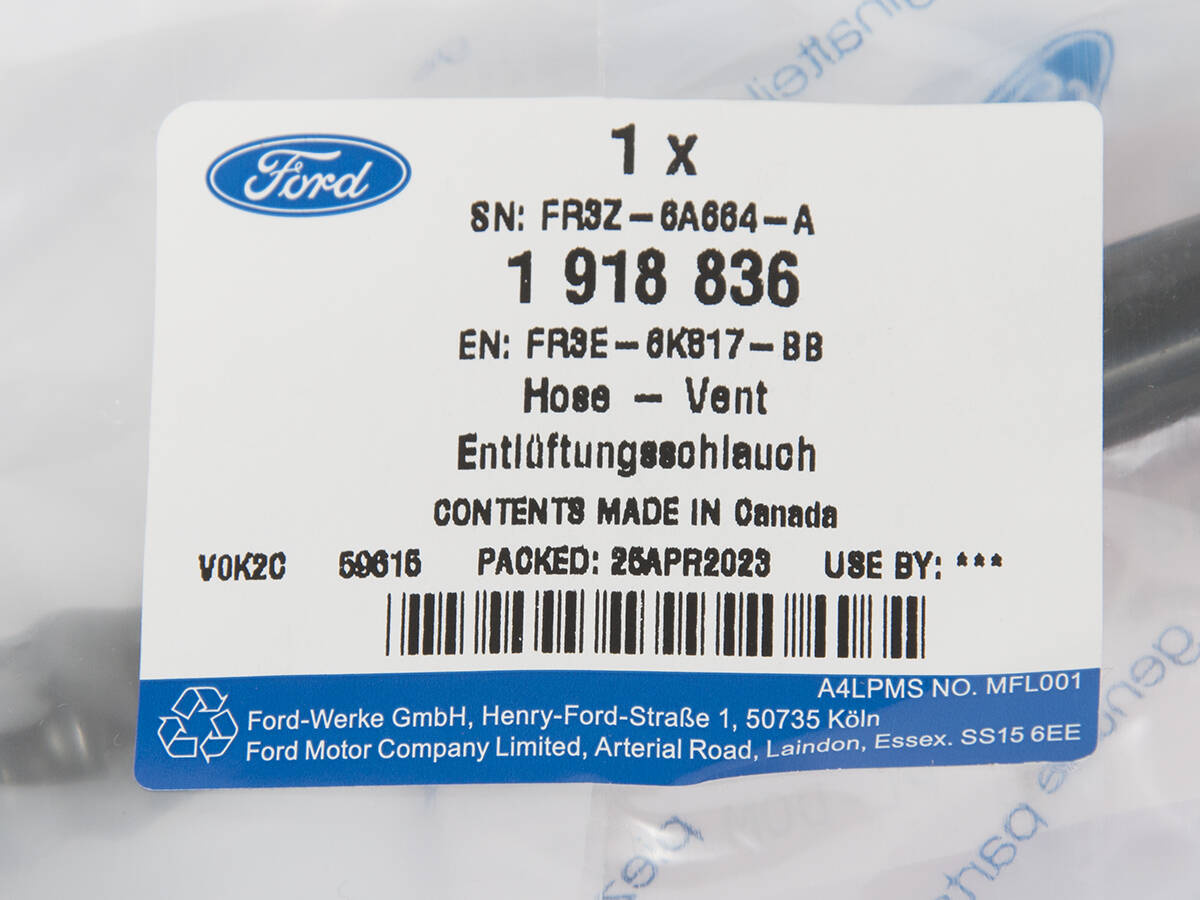 ginalteil
Ford
1 x
SN: FR3Z-6A664-A
1 918 836
EN: FR3E-6K817-BB
Hose - Vent
Entlüftungsschlauch
CONTENTS MADE IN Canada
V0K2C 59615 PACKED: 25APR2023 USE BY: ***
A4LPMS NO. MFL001
Ford-Werke GmbH, Henry-Ford-Straße 1, 50735 Köln
Ford Motor Company Limited, Arterial Road, Laindon, Essex. SS15 6EE